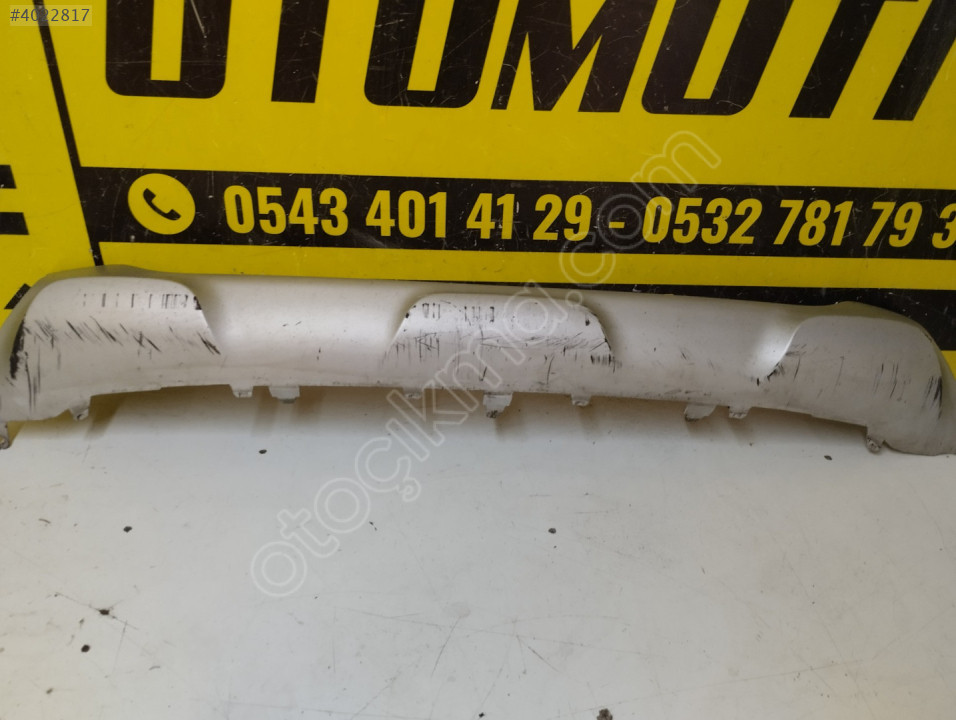 #4022817
OTOMOTİ
0543 401 41 29 - 0532 781 79 3
otoçıkma.com